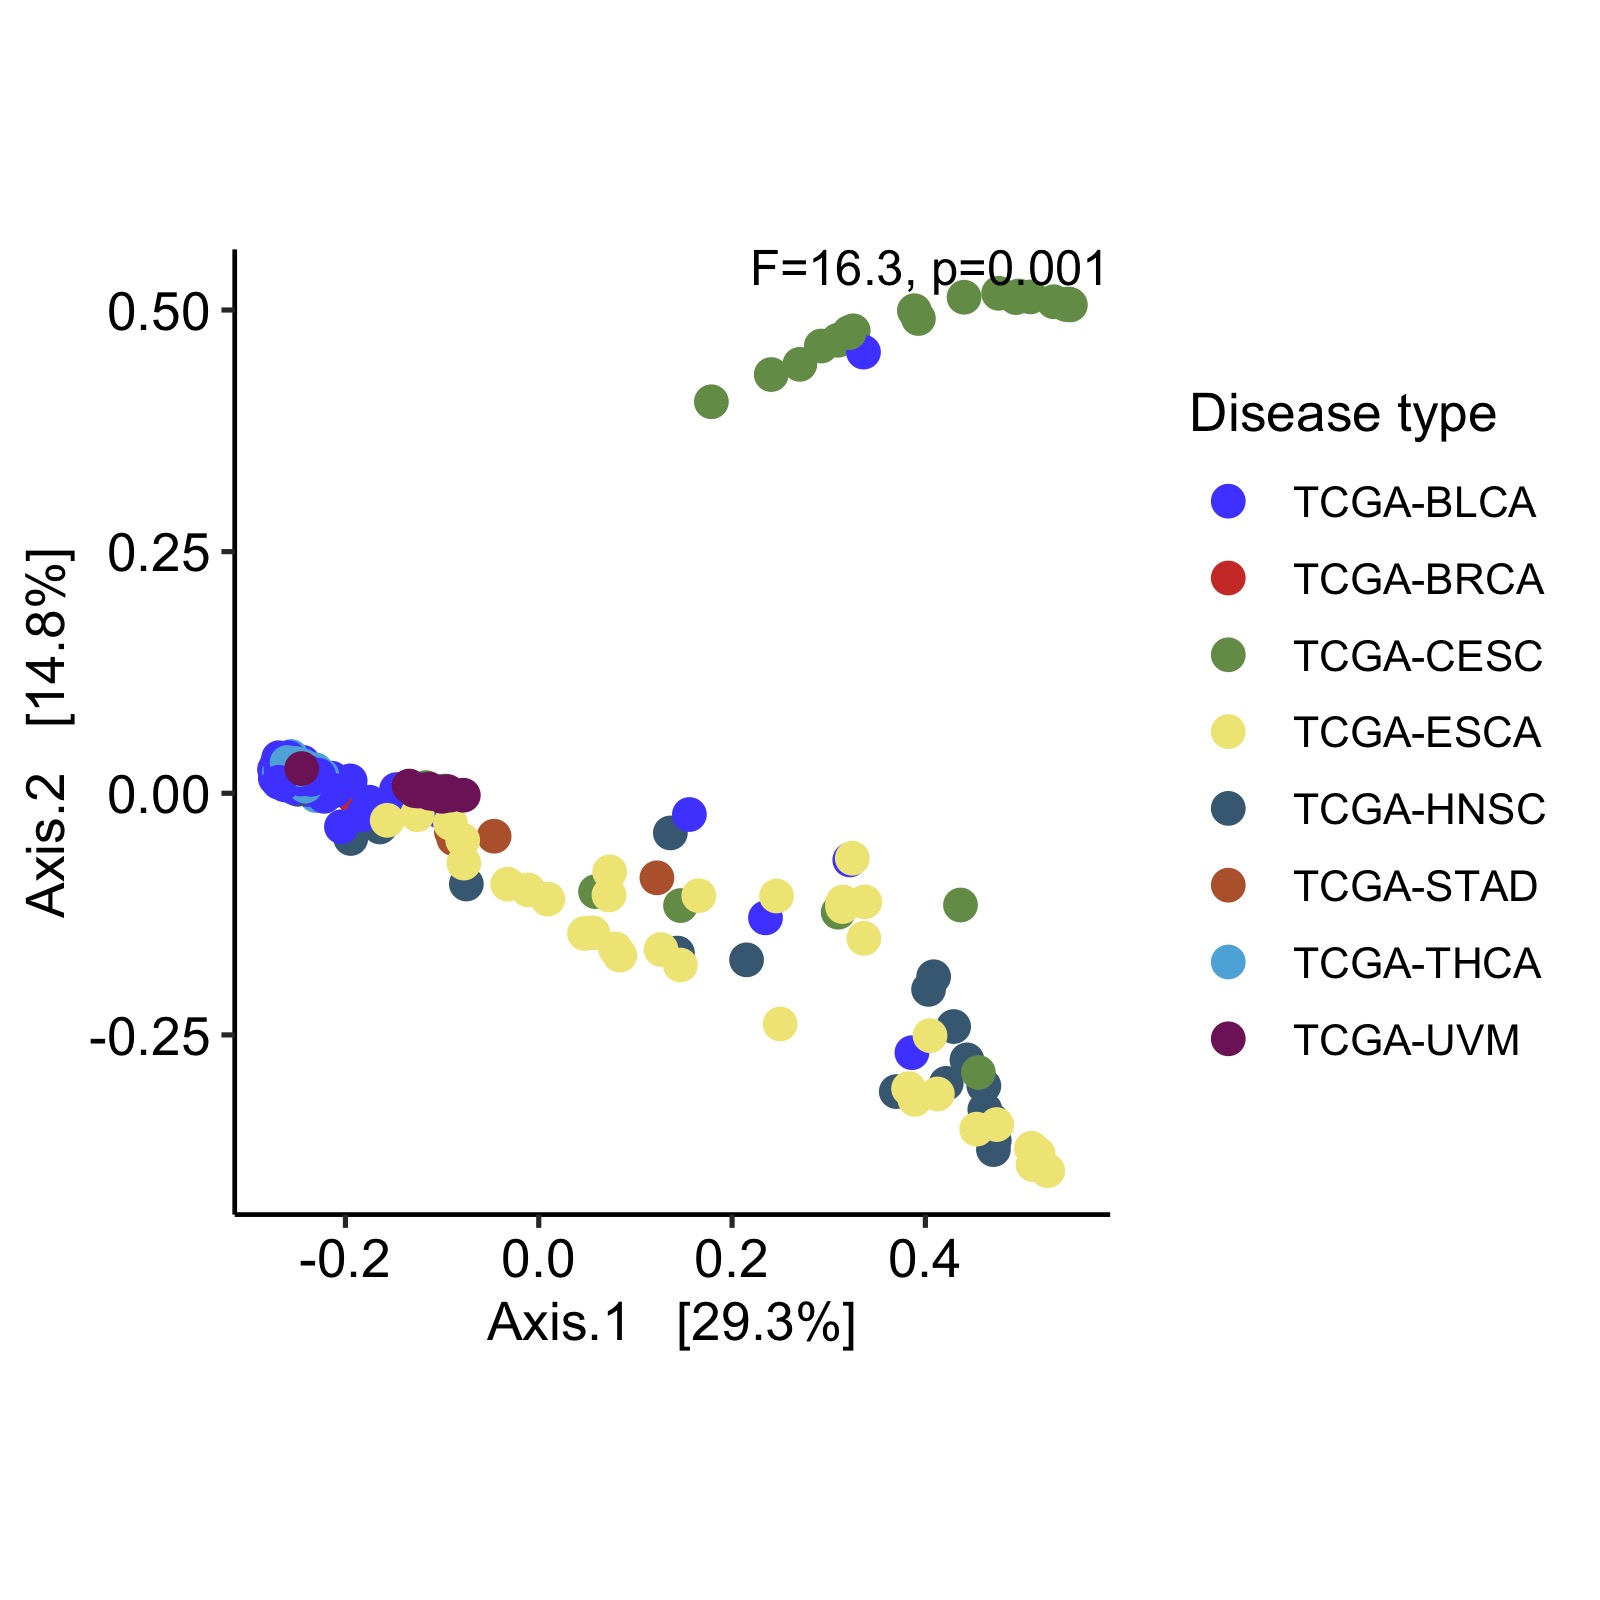 F=16.3, p=0.001
0.50
0.25
0.00
-0.25
Axis.2 [14.8%]
-0.2 0.0 0.2 0.4
Axis.1 [29.3%]
Disease type
TCGA-BLCA
TCGA-BRCA
TCGA-CESC
TCGA-ESCA
TCGA-HNSC
TCGA-STAD
TCGA-THCA
TCGA-UVM